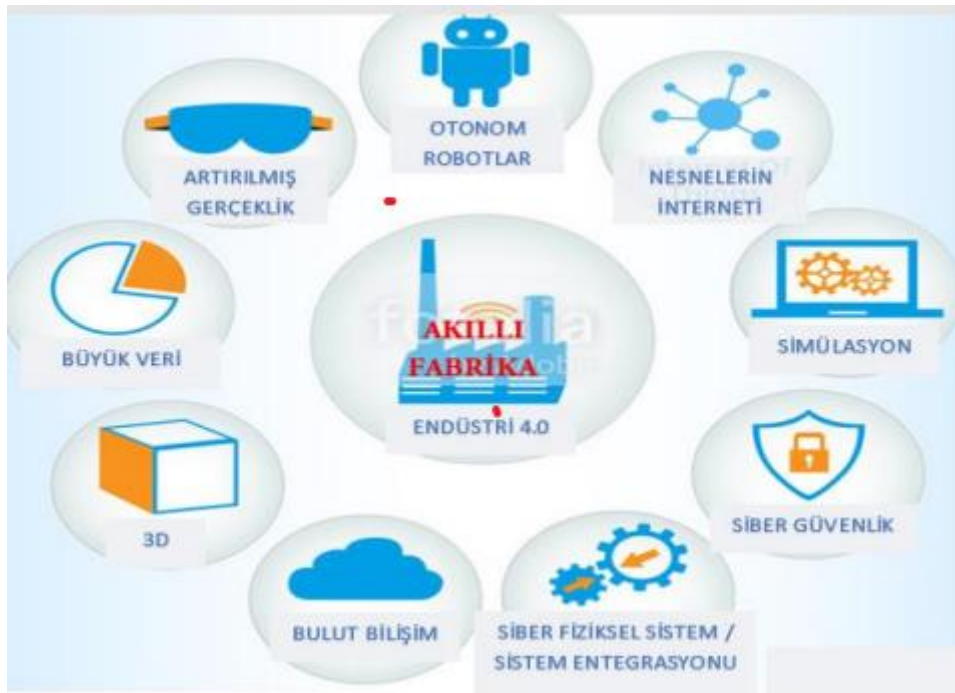 OTONOM
ROBOTLAR
ARTIRILMIŞ
GERÇEKLİK
NESNELERİN
İNTERNETİ
BÜYÜK VERİ
AKILLI
FABRİKA
ENDÜSTRİ 4.0
SİMÜLASYON
3D
SİBER GÜVENLİK
BULUT BİLİŞİM
SİBER FİZİKSEL SİSTEM /
SİSTEM ENTEGRASYONU